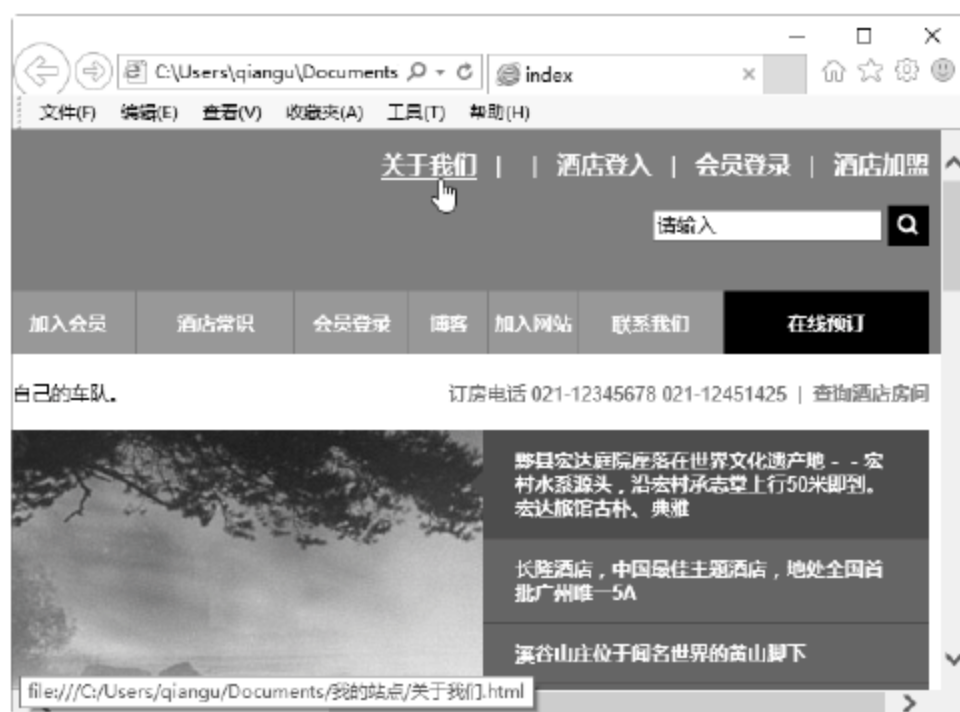 C:\Users\qiangu\Documents
index
文件(F) 编辑(E) 查看(V) 收藏夹(A) 工具(T) 帮助(H)
关于我们 | | 酒店登入 | 会员登录 | 酒店加盟
请输入
加入会员 酒店常识 会员登录 博客 加入网站 联系我们 在线预订
自己的车队。
订房电话 021-12345678 021-12451425 | 查询酒店房间
黟县宏达庭院座落在世界文化遗产地 - - 宏
村水系源头，沿宏村承志堂上行50米即到。
宏达旅馆古朴、典雅
长隆酒店，中国最佳主题酒店，地处全国首
批广州唯一5A
溪谷山庄位于闻名世界的黄山脚下
file:///C:/Users/qiangu/Documents/我的站点/关于我们.html